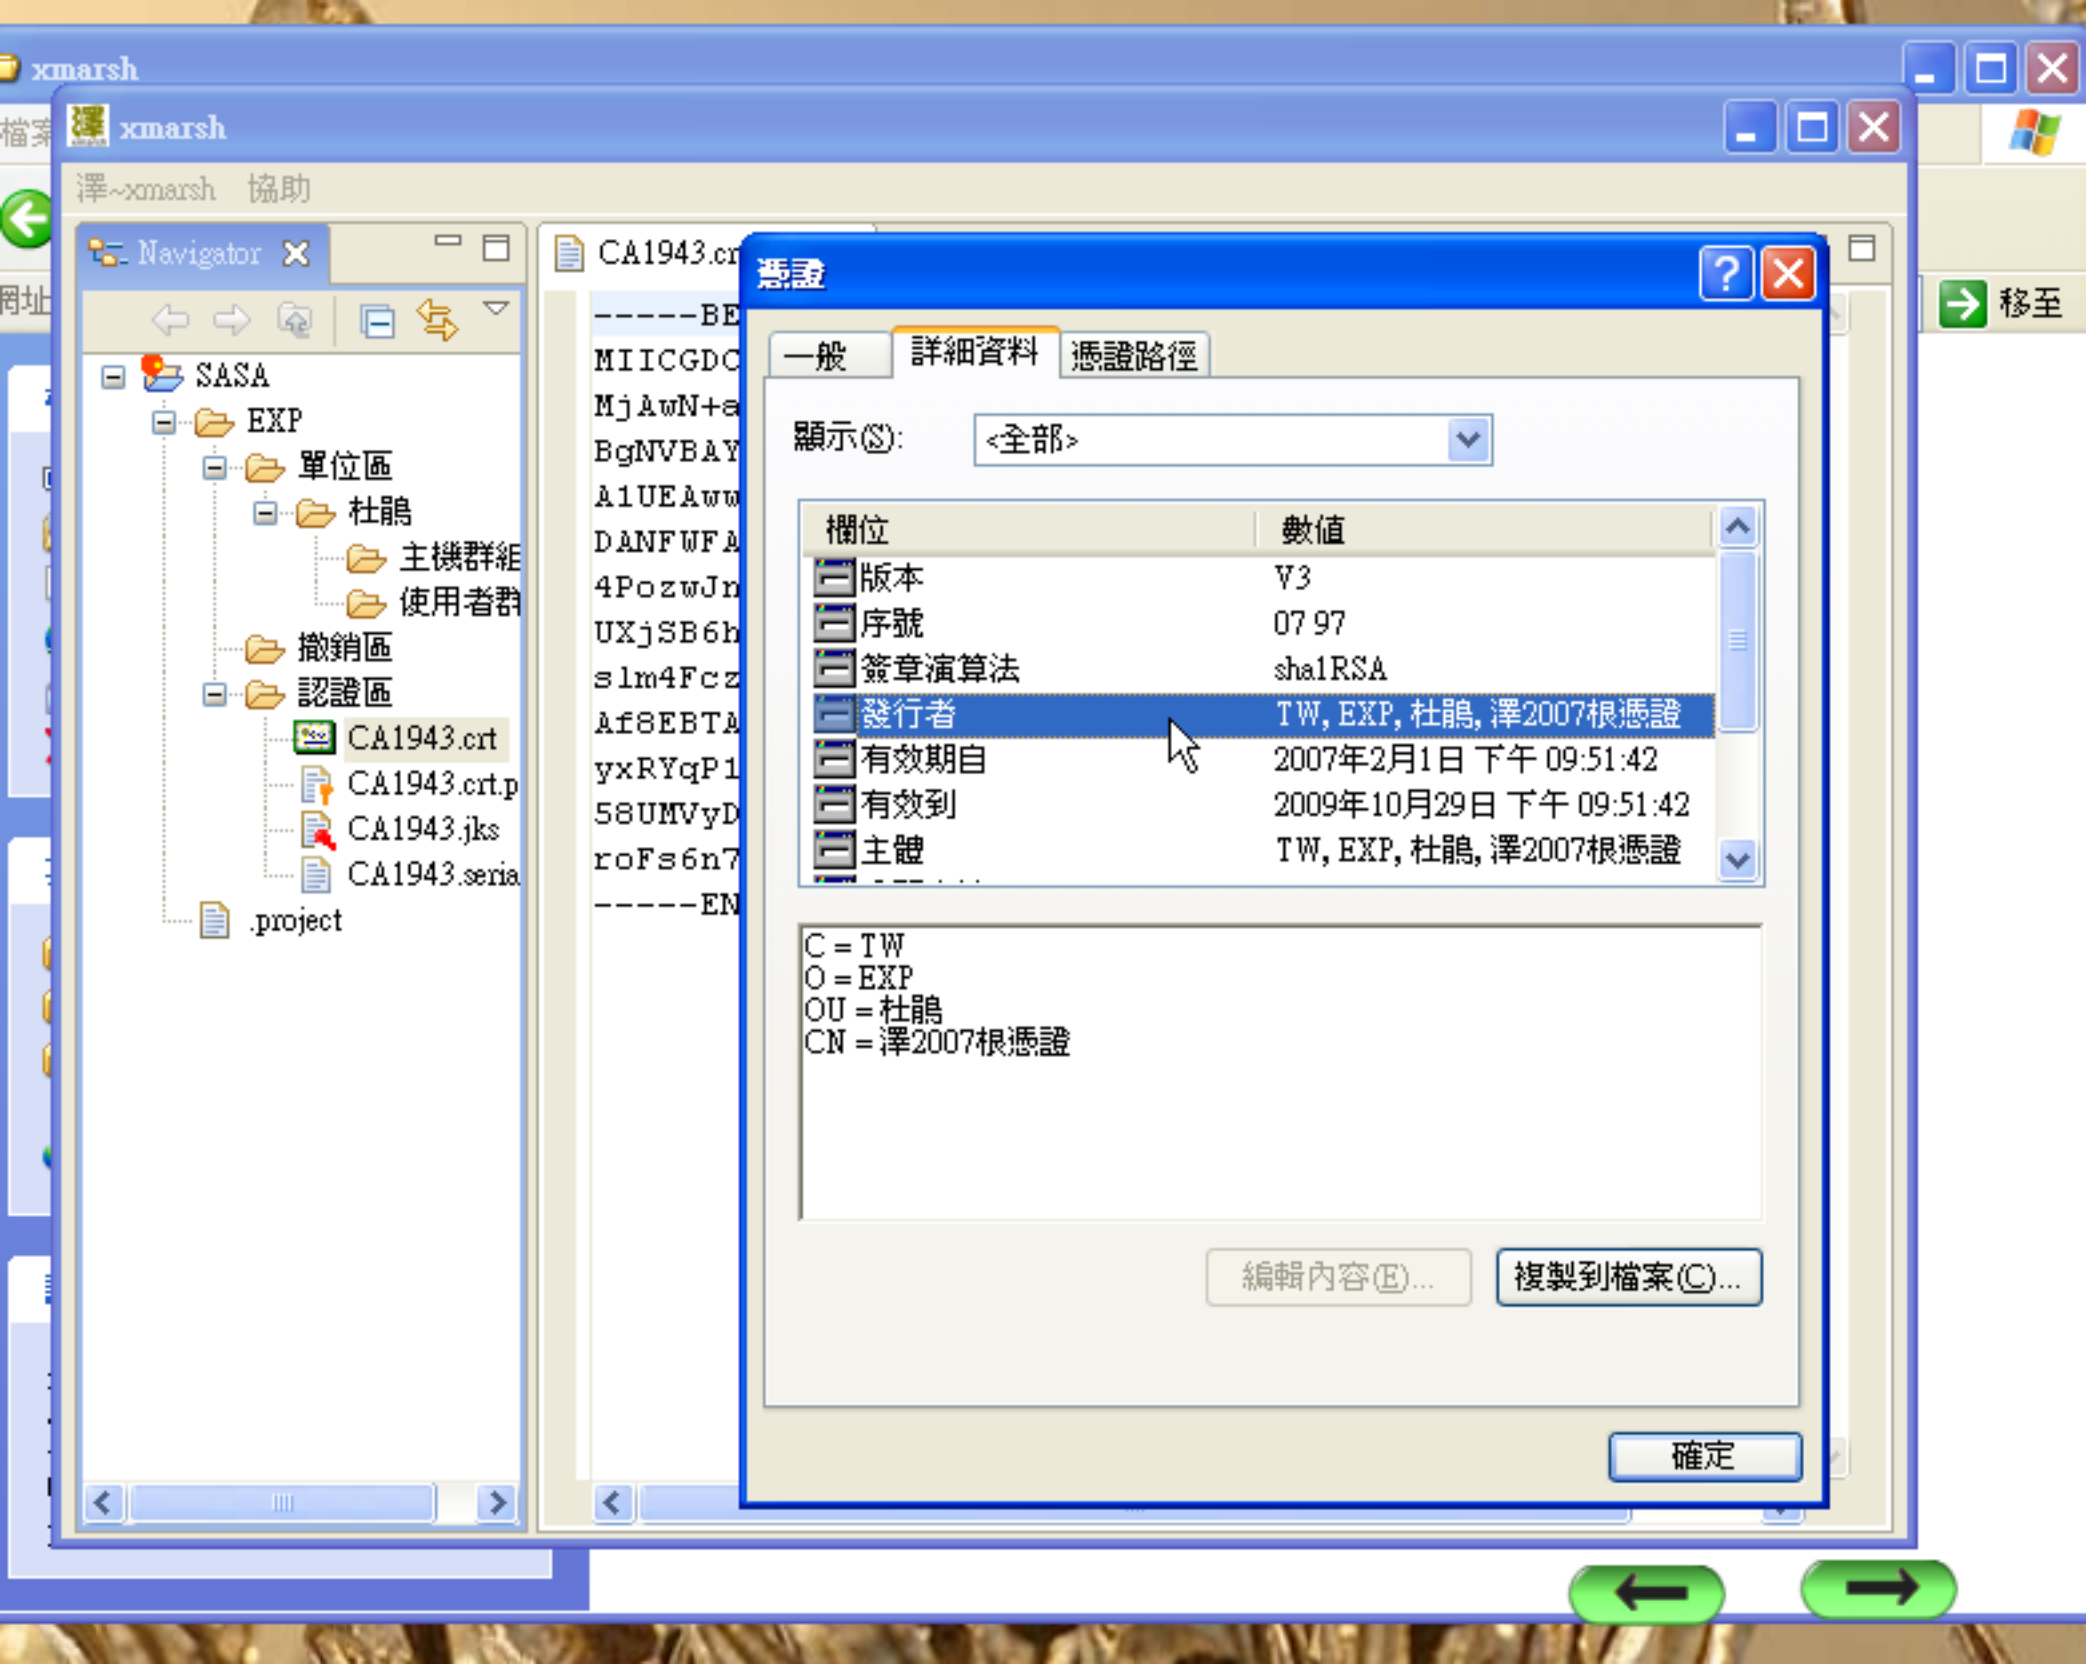 xmarsh
檔案
xmarsh
澤~xmarsh 協助
Navigator
CA1943.cr
網址
移至
SASA
EXP
單位區
杜鵑
主機群組
使用者群
撤銷區
認證區
CA1943.crt
CA1943.crt.p
CA1943.jks
CA1943.seria
.project
-----BE
MIICGDC
MjAwN+a
BgNVBAY
A1UEAww
DANFWFA
4PozwJn
UXjSB6h
slm4Fcz
Af8EBTA
yxRYqP1
58UMVyD
roFs6n7
-----EN
憑證
一般 詳細資料 憑證路徑
顯示(S): <全部>
欄位 數值
版本 V3
序號 07 97
簽章演算法 sha1RSA
發行者 TW, EXP, 杜鵑, 澤2007根憑證
有效期自 2007年2月1日 下午 09:51:42
有效到 2009年10月29日 下午 09:51:42
主體 TW, EXP, 杜鵑, 澤2007根憑證
C = TW
O = EXP
OU = 杜鵑
CN = 澤2007根憑證
編輯內容(E)... 複製到檔案(C)...
確定